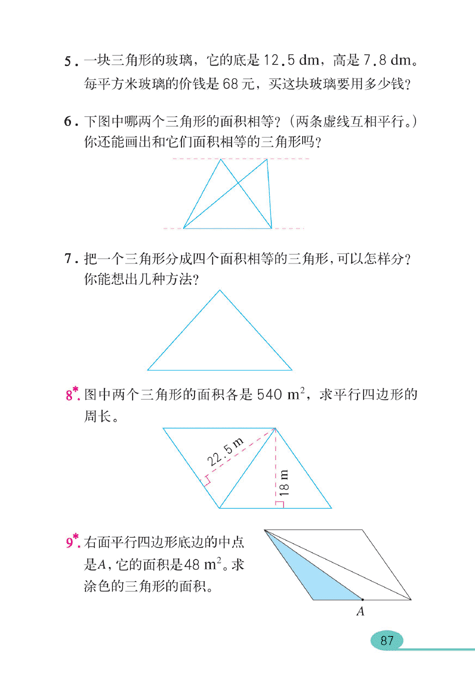 5. 一块三角形的玻璃，它的底是12.5 dm，高是7.8 dm。
每平方米玻璃的价钱是68元，买这块玻璃要用多少钱？
6. 下图中哪两个三角形的面积相等？（两条虚线互相平行。）
你还能画出和它们面积相等的三角形吗？
7. 把一个三角形分成四个面积相等的三角形，可以怎样分？
你能想出几种方法？
8*. 图中两个三角形的面积各是540 m²，求平行四边形的
周长。
22.5 m
18 m
9*. 右面平行四边形底边的中点
是A，它的面积是48 m²。求
涂色的三角形的面积。
A
87